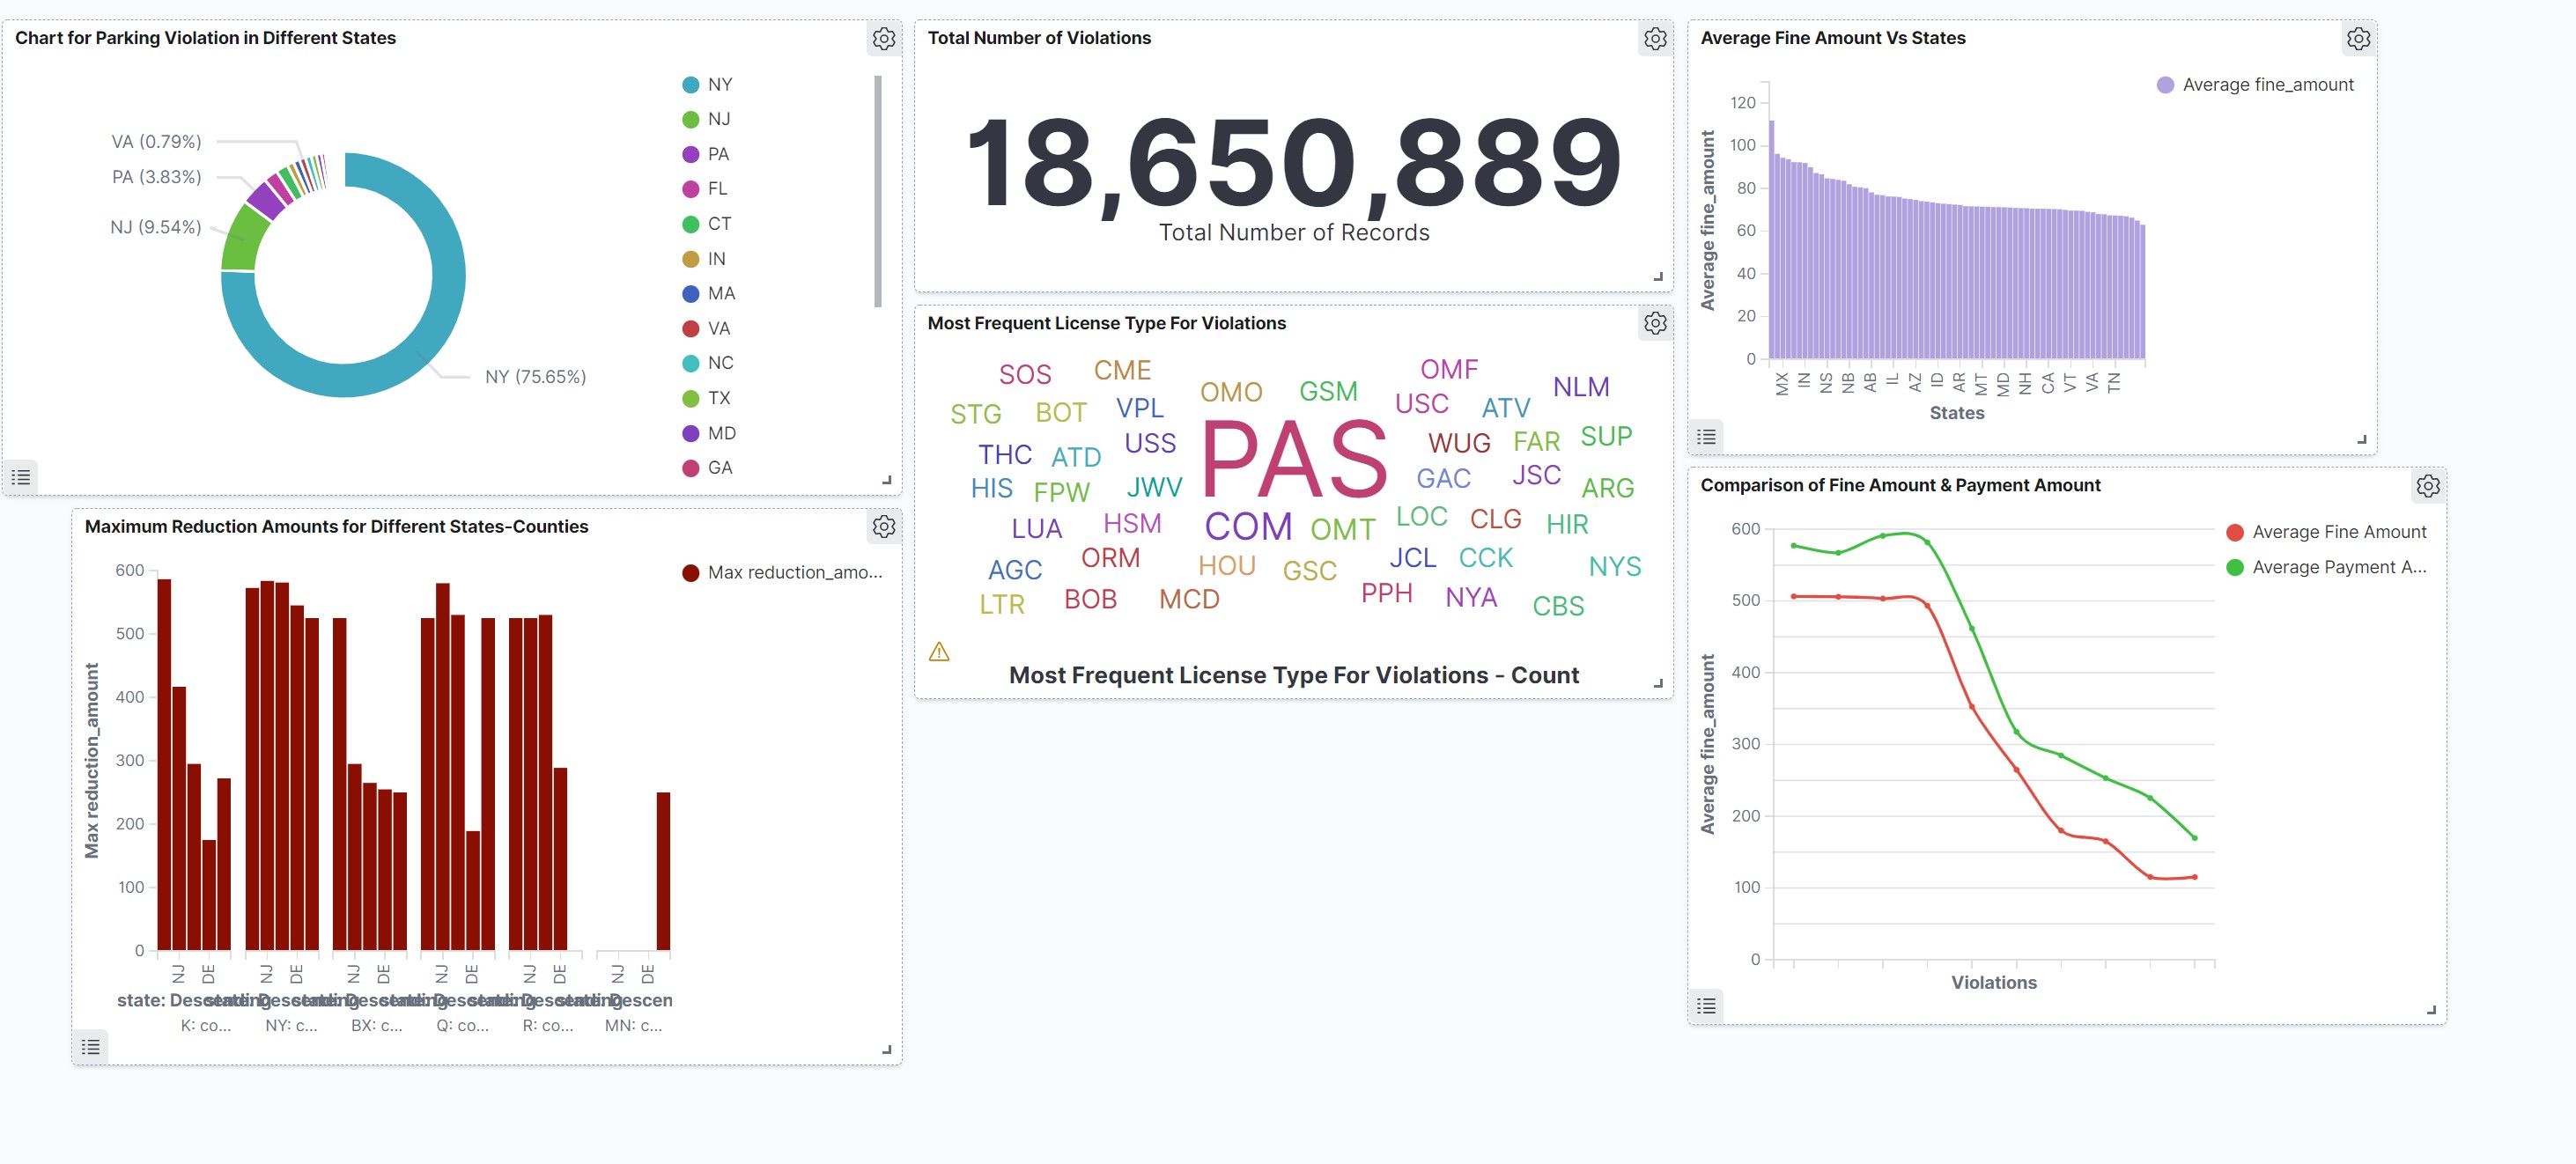 Chart for Parking Violation in Different States
VA (0.79%)
PA (3.83%)
NJ (9.54%)
NY (75.65%)
NY
NJ
PA
FL
CT
IN
MA
VA
NC
TX
MD
GA
Total Number of Violations
18,650,889
Total Number of Records
Average Fine Amount Vs States
Average fine_amount
120
100
80
60
40
20
0
Average fine_amount
MX IN NS NB AB IL AZ ID AR MT MD NH CA VT VA TN
States
Most Frequent License Type For Violations
SOS CME OMO GSM OMF NLM
STG BOT VPL USC ATV
THC ATD USS PAS WUG FAR SUP
HIS FPW JWV GAC JSC ARG
LUA HSM COM OMT LOC CLG HIR
AGC ORM HOU GSC JCL CCK NYS
LTR BOB MCD PPH NYA CBS
Most Frequent License Type For Violations - Count
Maximum Reduction Amounts for Different States-Counties
Max reduction_amo...
600
500
400
300
200
100
0
Max reduction_amount
NJ DE NJ DE NJ DE NJ DE NJ DE NJ DE
state: Descending
K: co... NY: c... BX: c... Q: co... R: co... MN: c...
Comparison of Fine Amount & Payment Amount
Average Fine Amount
Average Payment A...
600
500
400
300
200
100
0
Average fine_amount
Violations